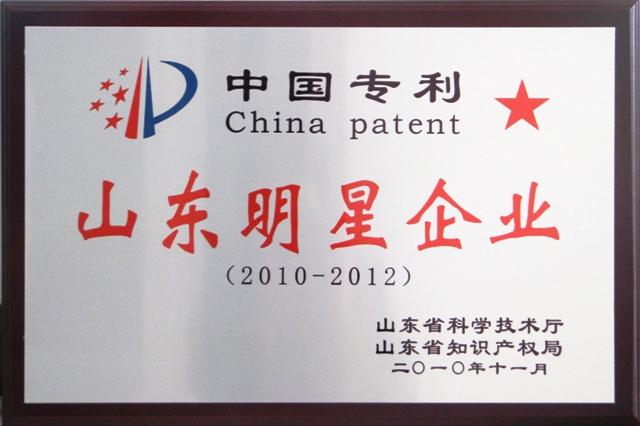 中国专利
China patent
山东明星企业
(2010-2012)
山东省科学技术厅
山东省知识产权局
二〇一〇年十一月